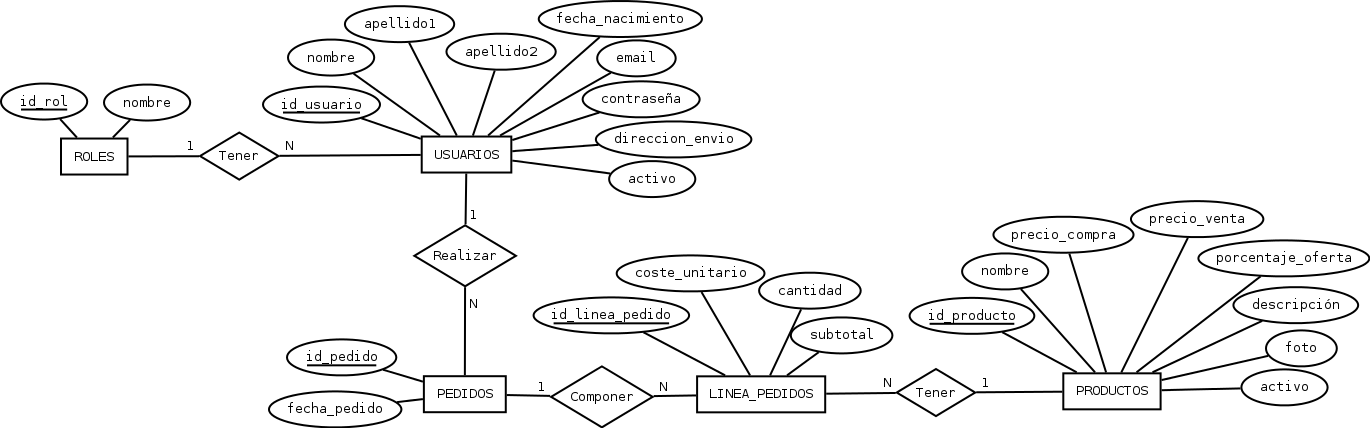 fecha_nacimiento
apellido1
apellido2
nombre
email
id_rol
nombre
id_usuario
contraseña
direccion_envio
ROLES
1
Tener
N
USUARIOS
activo
1
Realizar
N
precio_venta
precio_compra
porcentaje_oferta
nombre
coste_unitario
cantidad
descripción
id_linea_pedido
id_producto
subtotal
foto
id_pedido
activo
fecha_pedido
PEDIDOS
1
Componer
N
LINEA_PEDIDOS
N
Tener
1
PRODUCTOS